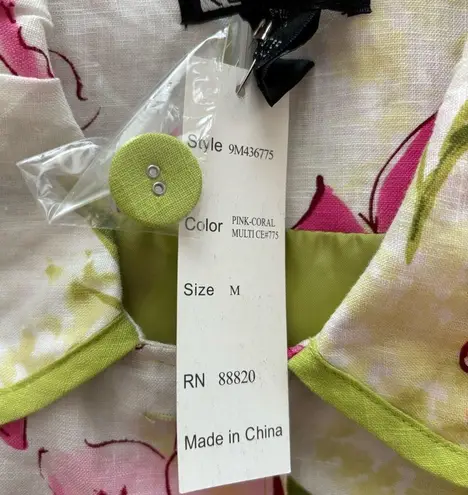 Style 9M436775
Color PINK-CORAL
MULTI CE#775
Size M
RN 88820
Made in China